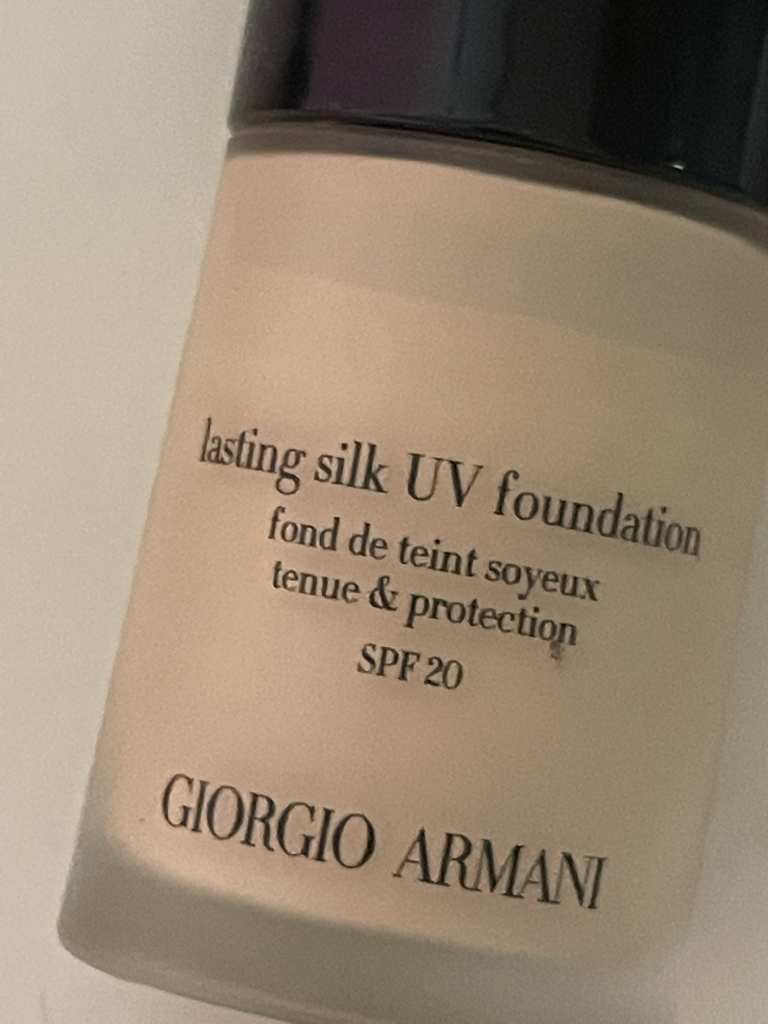 lasting silk UV foundation
fond de teint soyeux
tenue & protection
SPF 20
GIORGIO ARMANI